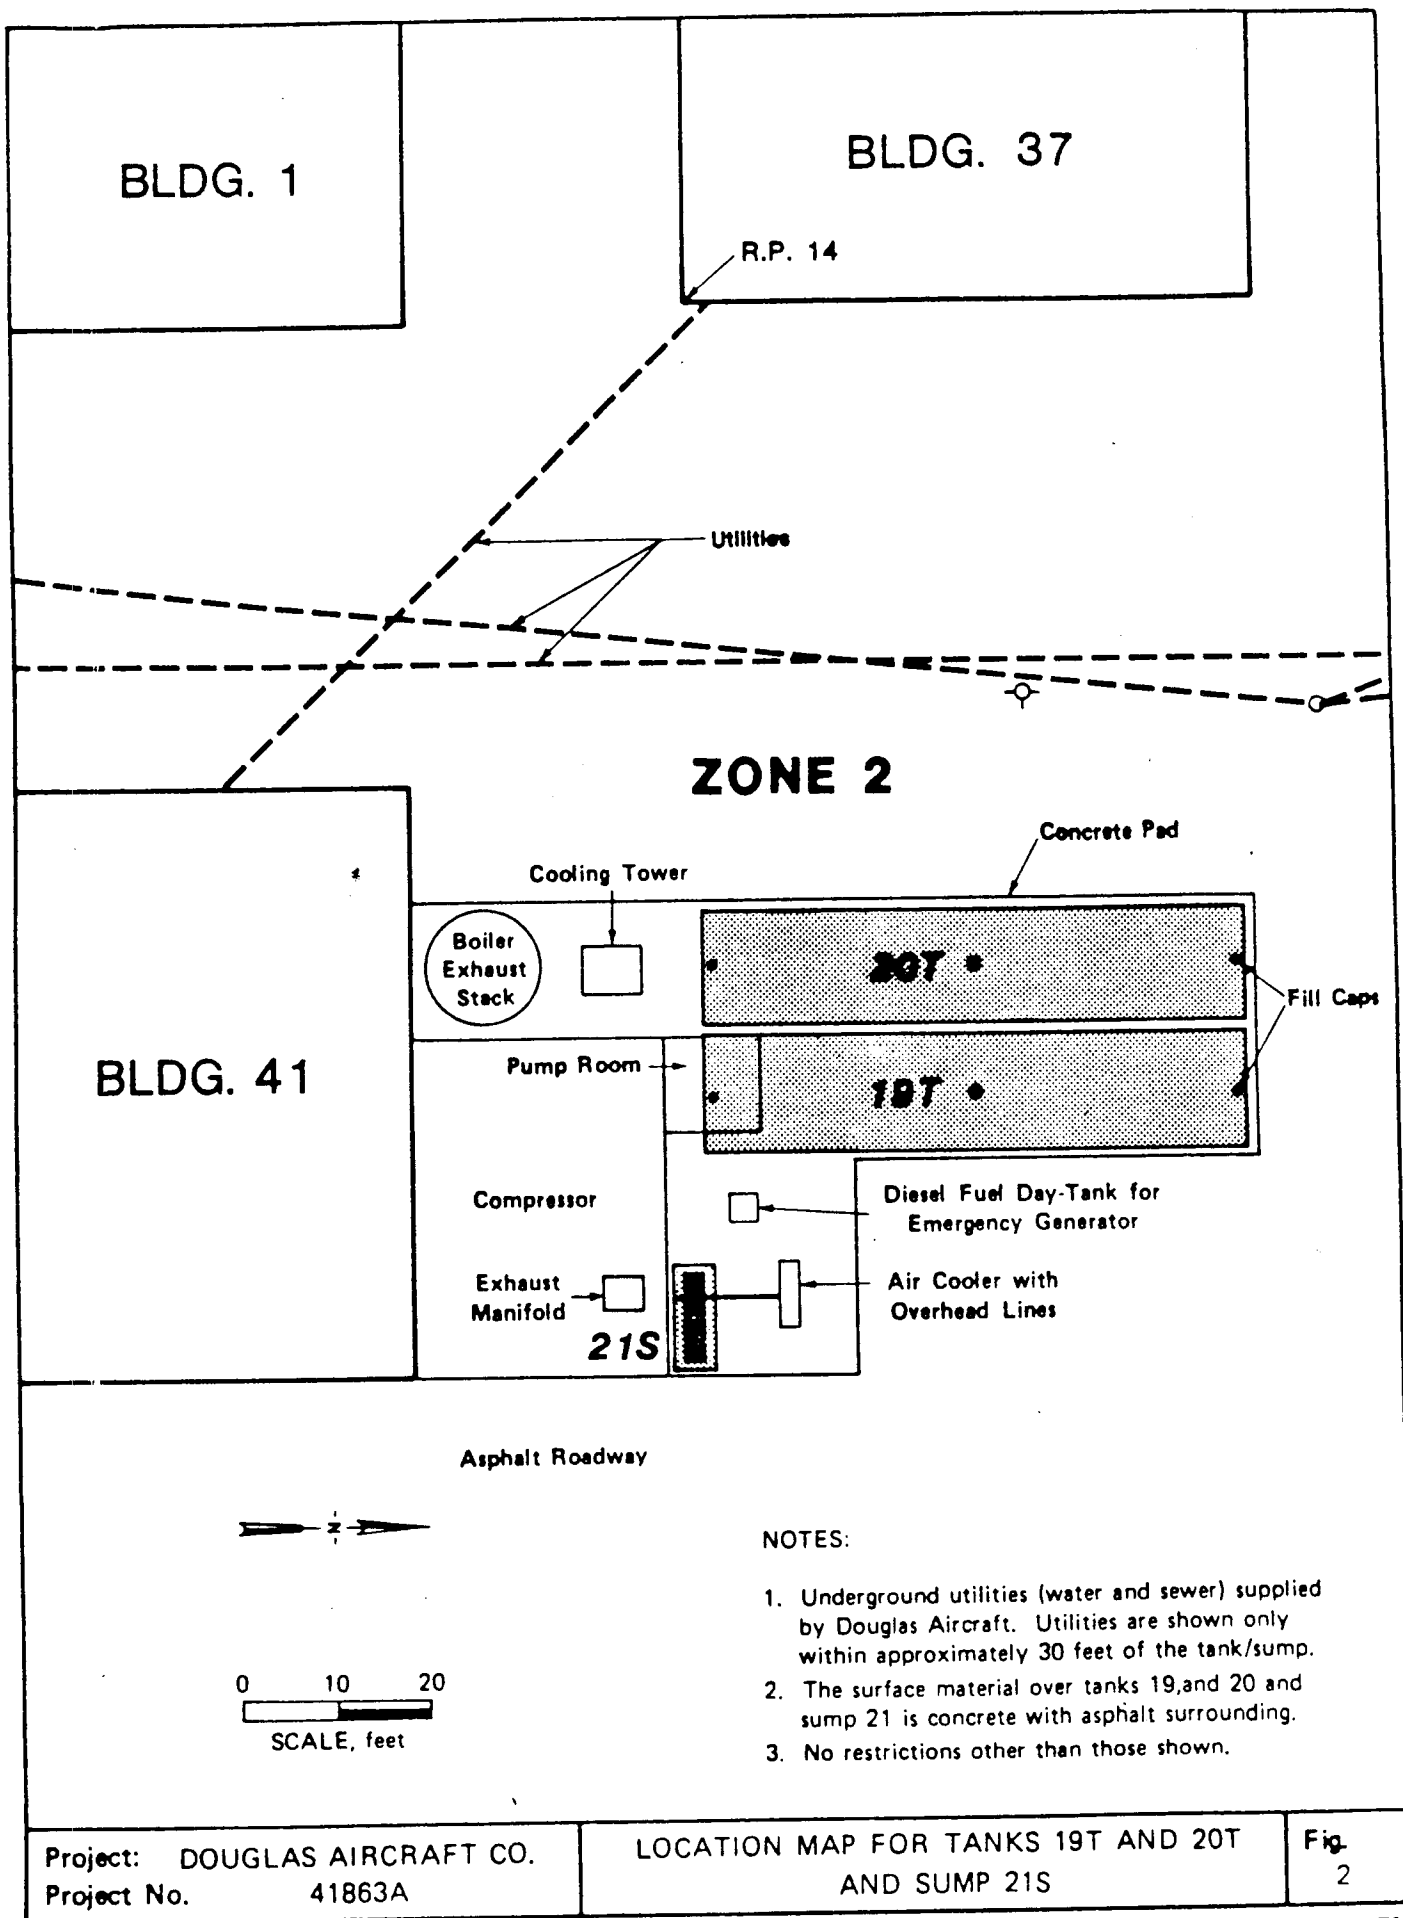 BLDG. 1
BLDG. 37
R.P. 14
Utilities
ZONE 2
Concrete Pad
Cooling Tower
Boiler
Exhaust
Stack
20T
Fill Caps
BLDG. 41
Pump Room
19T
Compressor
Diesel Fuel Day-Tank for
Emergency Generator
Exhaust
Manifold
Air Cooler with
Overhead Lines
21S
Asphalt Roadway
N
NOTES:
1. Underground utilities (water and sewer) supplied
by Douglas Aircraft. Utilities are shown only
within approximately 30 feet of the tank/sump.
2. The surface material over tanks 19,and 20 and
sump 21 is concrete with asphalt surrounding.
3. No restrictions other than those shown.
0 10 20
SCALE, feet
Project: DOUGLAS AIRCRAFT CO.
Project No. 41863A
LOCATION MAP FOR TANKS 19T AND 20T
AND SUMP 21S
Fig.
2